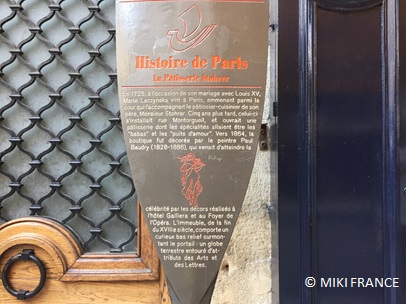 Histoire de Paris
La Pâtisserie Stohrer
En 1725, à l'occasion de son mariage avec Louis XV,
Marie Leczynska vint à Paris, emmenant parmi la
cour qui l'accompagnait le pâtissier-cuisinier de son
père, Monsieur Stohrer. Cinq ans plus tard, celui-ci
s'installait rue Montorgueil, et ouvrait une
pâtisserie dont les spécialités allaient être les
"babas" et les "puits d'amour". Vers 1864, la
boutique fut décorée par le peintre Paul
Baudry (1828-1886), qui venait d'atteindre la
célébrité par les décors réalisés à
l'hôtel Galliera et au Foyer de
l'Opéra. L'immeuble, de la fin
du XVIIIe siècle, comporte un
curieux bas relief surmon-
tant le portail : un globe
terrestre entouré d'at-
tributs des Arts et
des Lettres.
© MIKI FRANCE